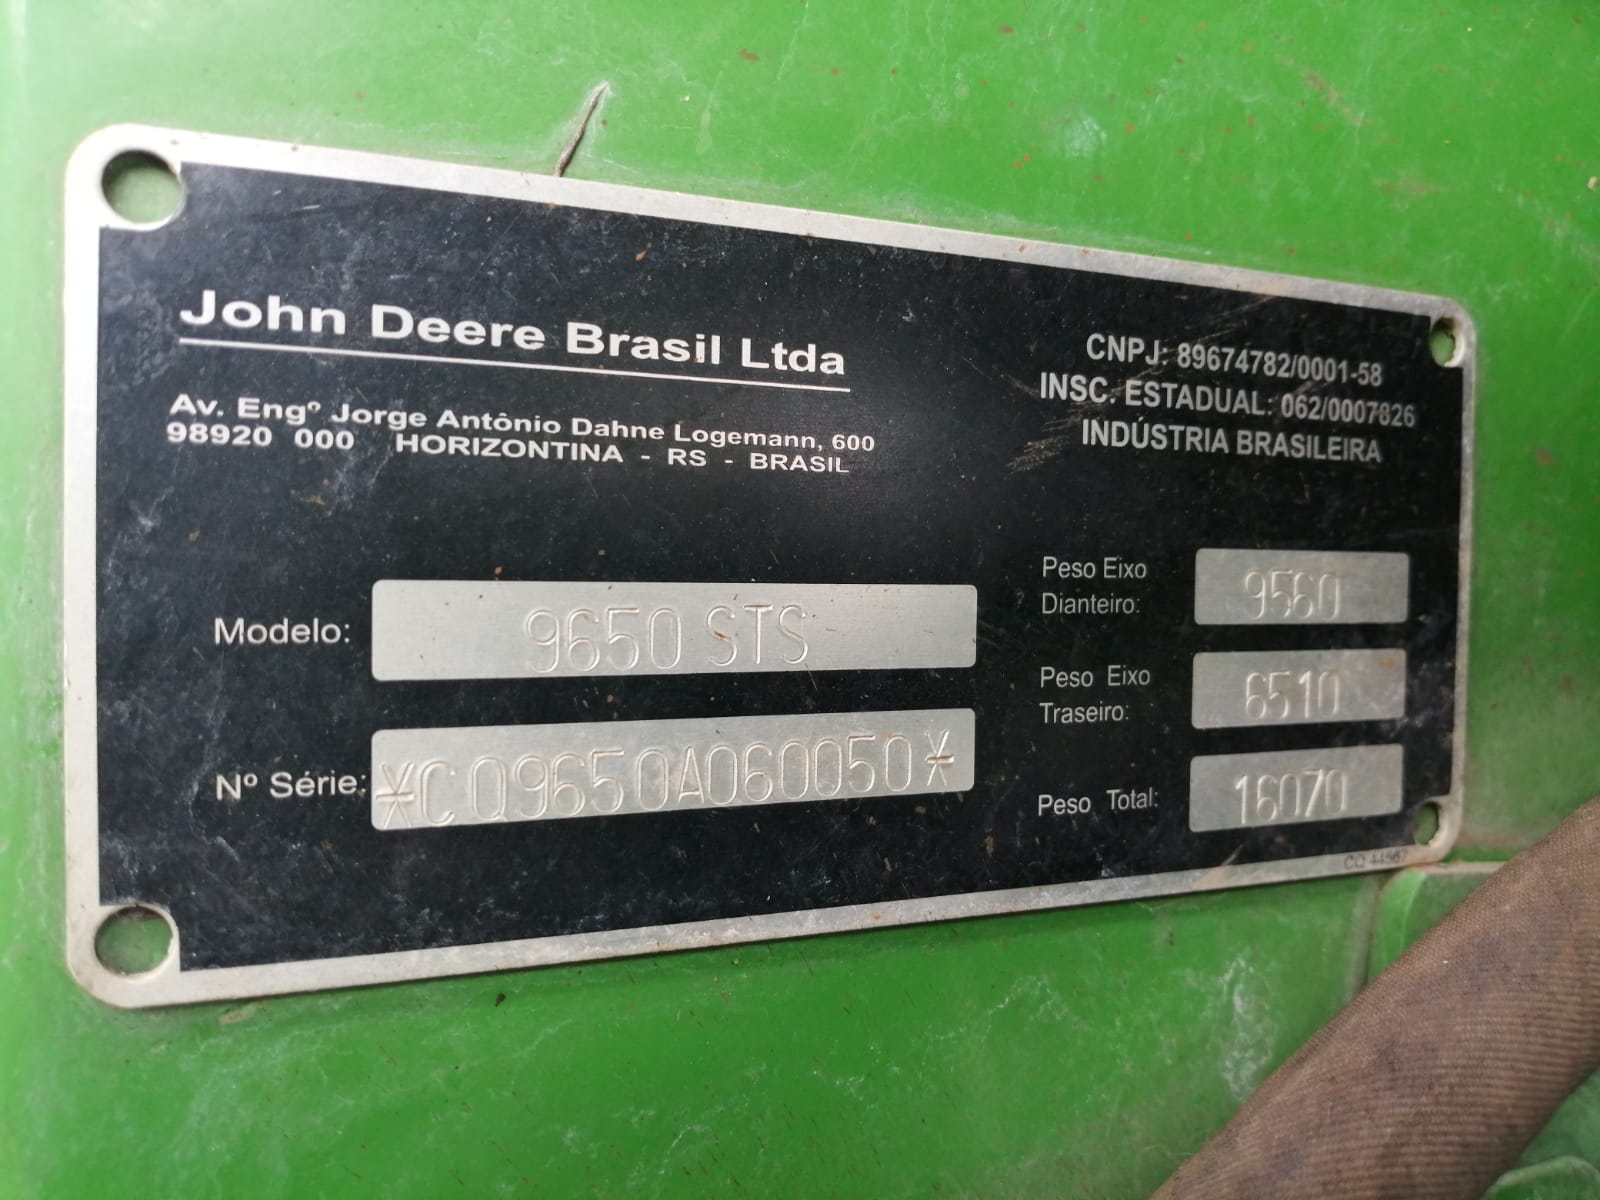 John Deere Brasil Ltda
Av. Engº Jorge Antônio Dahne Logemann, 600
98920 000 HORIZONTINA - RS - BRASIL
CNPJ: 89674782/0001-58
INSC. ESTADUAL: 062/0007826
INDÚSTRIA BRASILEIRA
Modelo: 9650 STS
Nº Série: *CQ9650A060050*
Peso Eixo
Dianteiro: 9560
Peso Eixo
Traseiro: 6510
Peso Total: 16070
CQ 44567